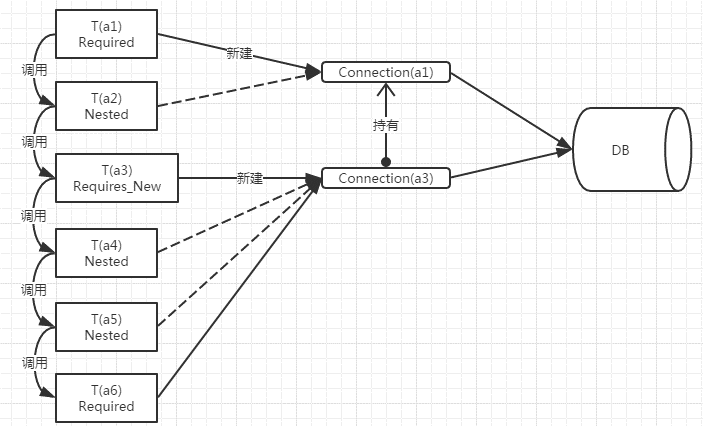 T(a1)
Required
新建
调用
Connection(a1)
T(a2)
Nested
持有
调用
DB
T(a3)
Requires_New
新建
Connection(a3)
调用
T(a4)
Nested
调用
T(a5)
Nested
调用
T(a6)
Required